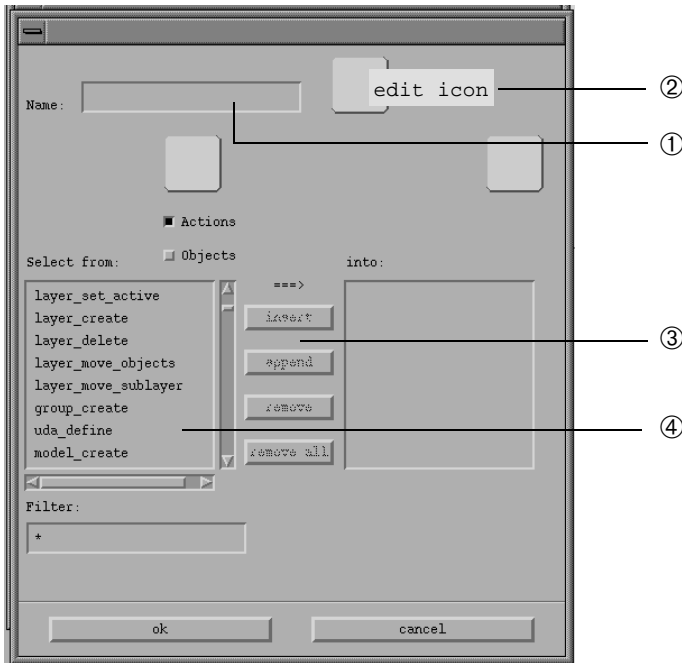 edit icon
②
Name:
①
Actions
Objects
Select from:
into:
===>
layer_set_active
layer_create
layer_delete
layer_move_objects
layer_move_sublayer
group_create
uda_define
model_create
insert
append
remove
remove all
③
④
Filter:
*
ok
cancel